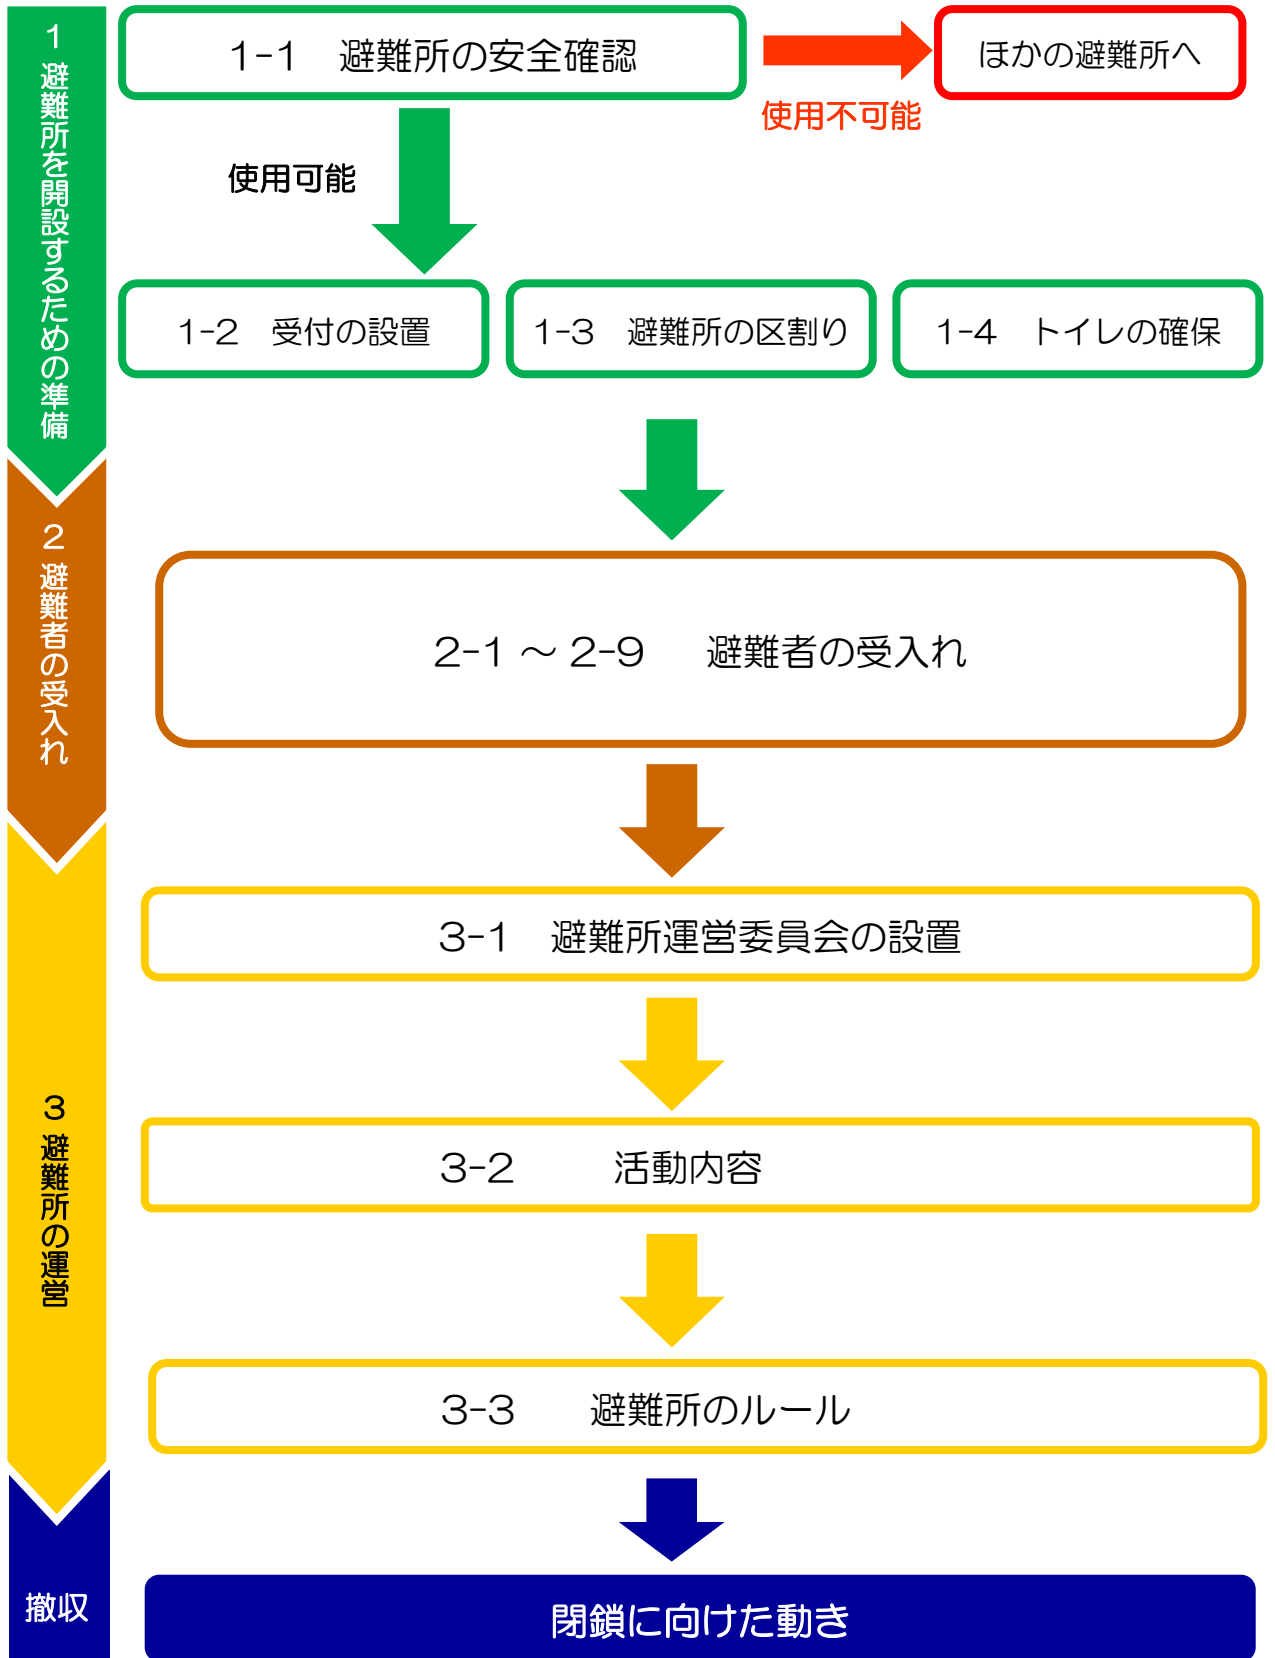 1 避難所を開設するための準備
1-1 避難所の安全確認
ほかの避難所へ
使用不可能
使用可能
1-2 受付の設置
1-3 避難所の区割り
1-4 トイレの確保
2 避難者の受入れ
2-1 ~ 2-9 避難者の受入れ
3 避難所の運営
3-1 避難所運営委員会の設置
3-2 活動内容
3-3 避難所のルール
撤収
閉鎖に向けた動き